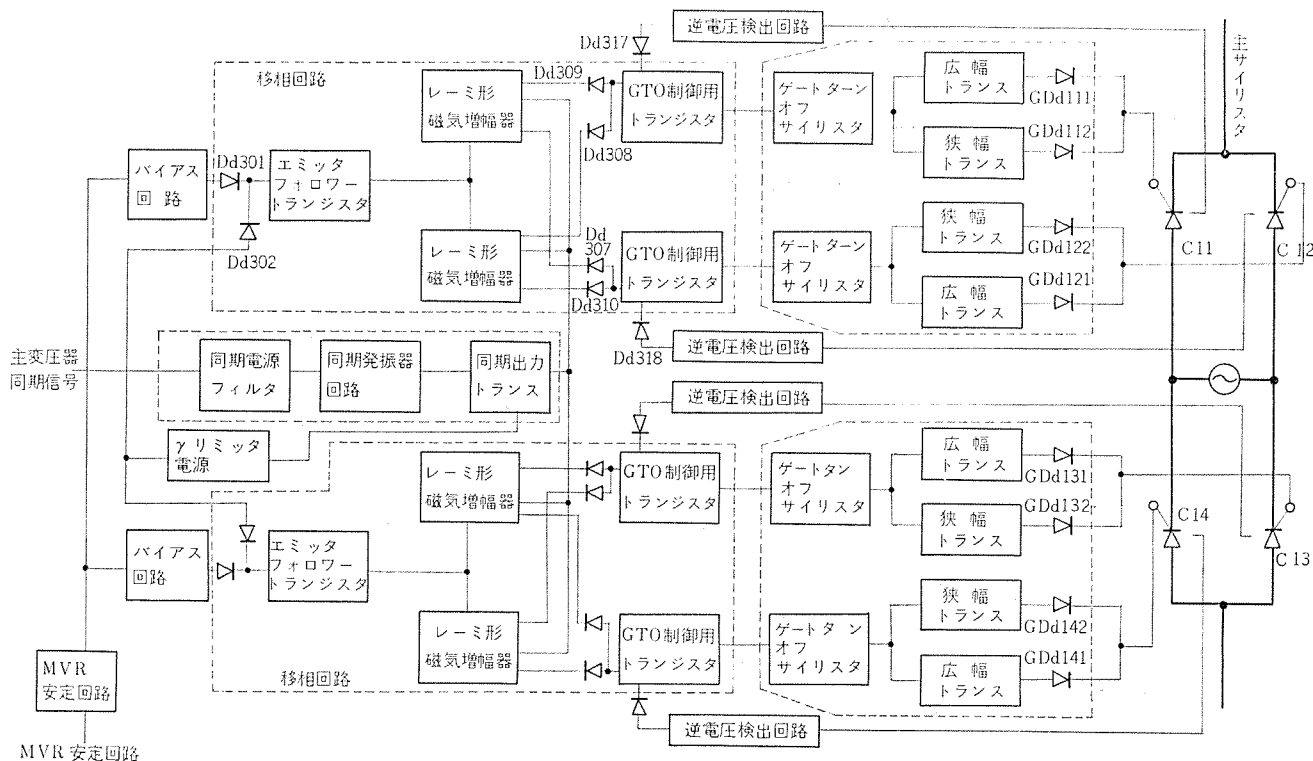 逆電圧検出回路
Dd317
移相回路
Dd309
レーミ形
磁気増幅器
GTO制御用
トランジスタ
Dd308
ゲートターン
オフ
サイリスタ
広幅
トランス
GDd111
狭幅
トランス
GDd112
主サイリスタ
バイアス
回路
Dd301
エミッタ
フォロワー
トランジスタ
Dd302
レーミ形
磁気増幅器
Dd
307
Dd310
GTO制御用
トランジスタ
ゲートターン
オフ
サイリスタ
狭幅
トランス
GDd122
広幅
トランス
GDd121
C11
C12
Dd318
逆電圧検出回路
主変圧器
同期信号
同期電源
フィルタ
同期発振器
回路
同期出力
トランス
逆電圧検出回路
γリミッタ
電源
レーミ形
磁気増幅器
GTO制御用
トランジスタ
ゲートタン
オフ
サイリスタ
広幅
トランス
GDd131
狭幅
トランス
GDd132
C14
C13
バイアス
回路
エミッタ
フォロワー
トランジスタ
レーミ形
磁気増幅器
GTO制御用
トランジスタ
ゲートタン
オフ
サイリスタ
狭幅
トランス
GDd142
広幅
トランス
GDd141
移相回路
逆電圧検出回路
MVR
安定回路
MVR安定回路